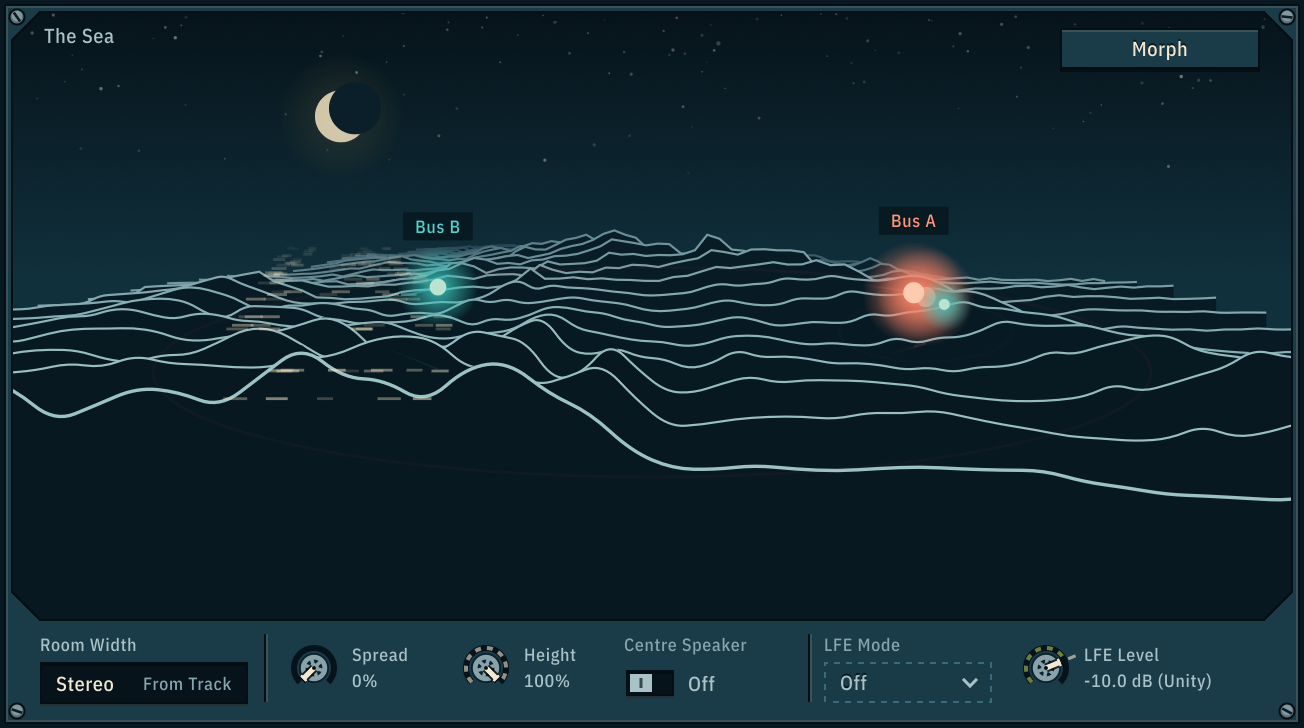 The Sea
Morph
Bus B
Bus A
Room Width
Stereo From Track
Spread
0%
Height
100%
Centre Speaker
Off
LFE Mode
Off
LFE Level
-10.0 dB (Unity)